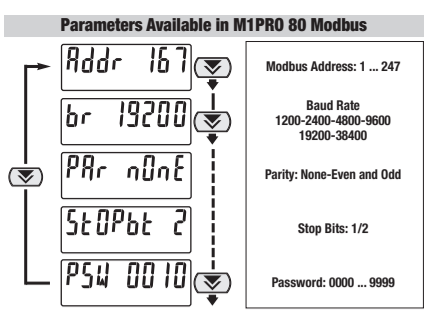 Parameters Available in M1PRO 80 Modbus
Addr 167
Modbus Address: 1 ... 247
br 19200
Baud Rate
1200-2400-4800-9600
19200-38400
PAr nOnE
Parity: None-Even and Odd
StOPbt 2
Stop Bits: 1/2
PSW 0010
Password: 0000 ... 9999